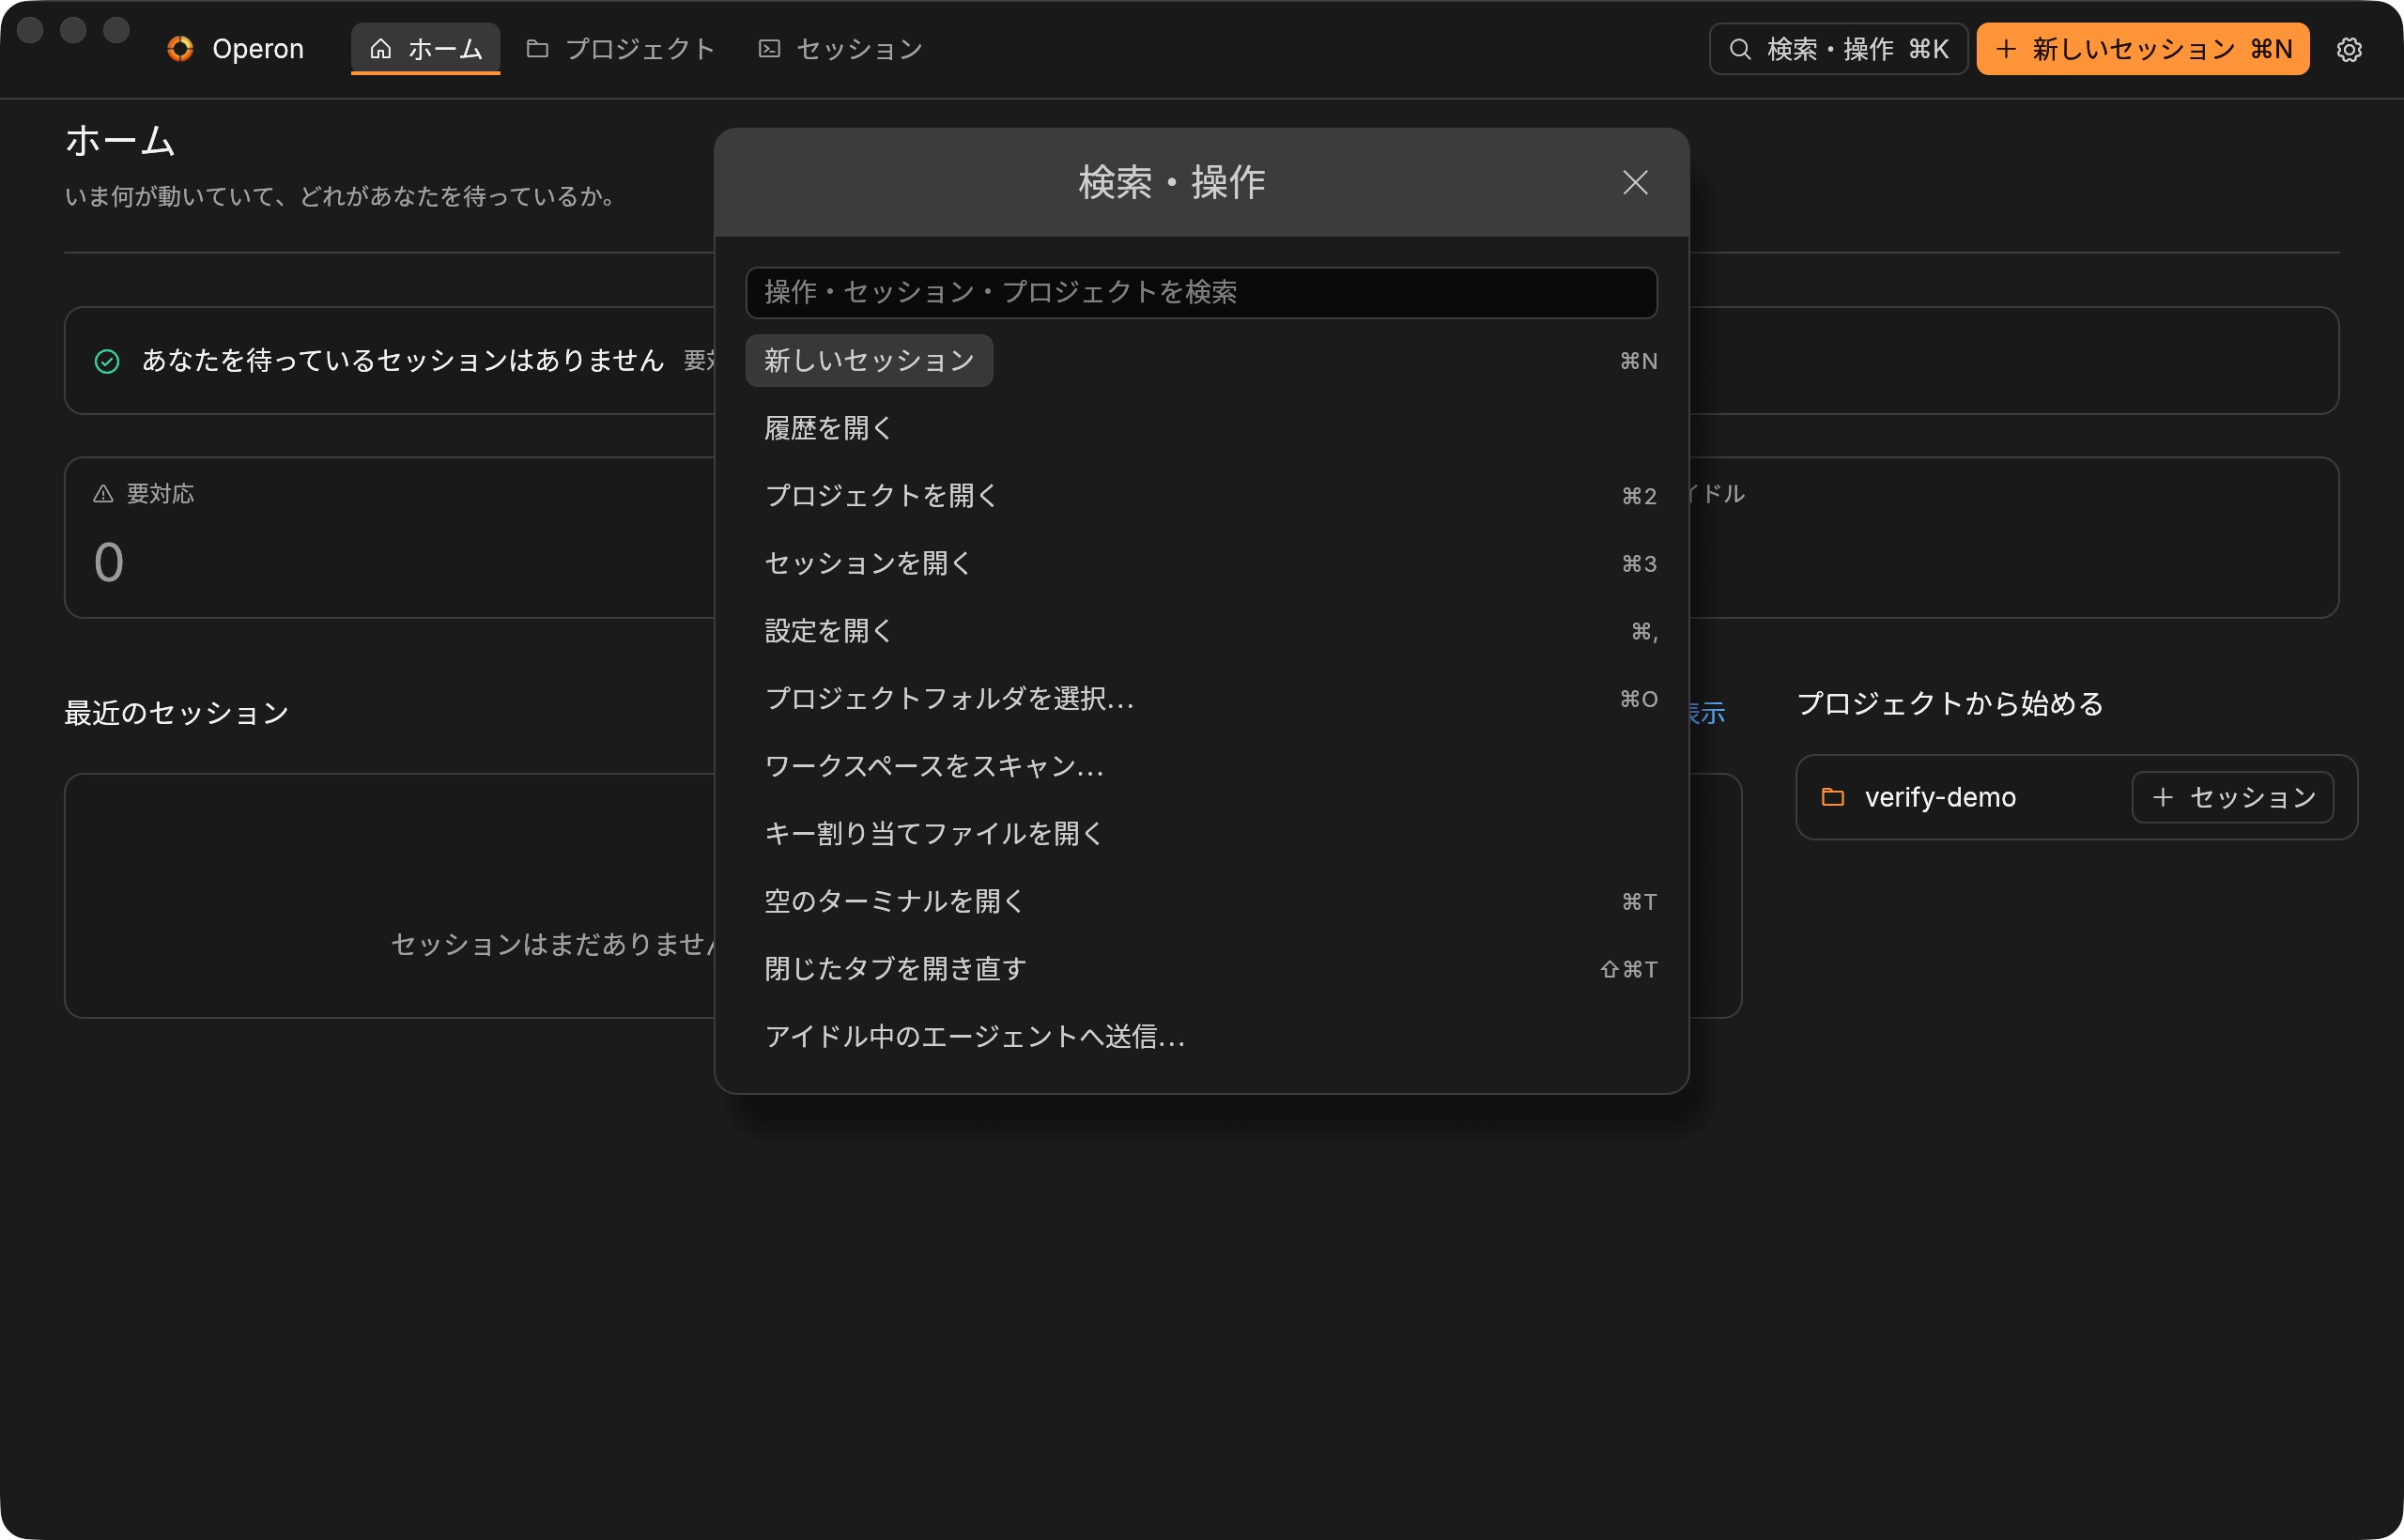 Operon
ホーム
プロジェクト
セッション
検索・操作 ⌘K
新しいセッション ⌘N
ホーム
いま何が動いていて、どれがあなたを待っているか。
あなたを待っているセッションはありません
要対応
0
最近のセッション
セッションはまだありません
検索・操作
操作・セッション・プロジェクトを検索
新しいセッション ⌘N
履歴を開く
プロジェクトを開く ⌘2
セッションを開く ⌘3
設定を開く ⌘,
プロジェクトフォルダを選択... ⌘O
ワークスペースをスキャン...
キー割り当てファイルを開く
空のターミナルを開く ⌘T
閉じたタブを開き直す ⇧⌘T
アイドル中のエージェントへ送信...
ドル
表示
プロジェクトから始める
verify-demo
セッション